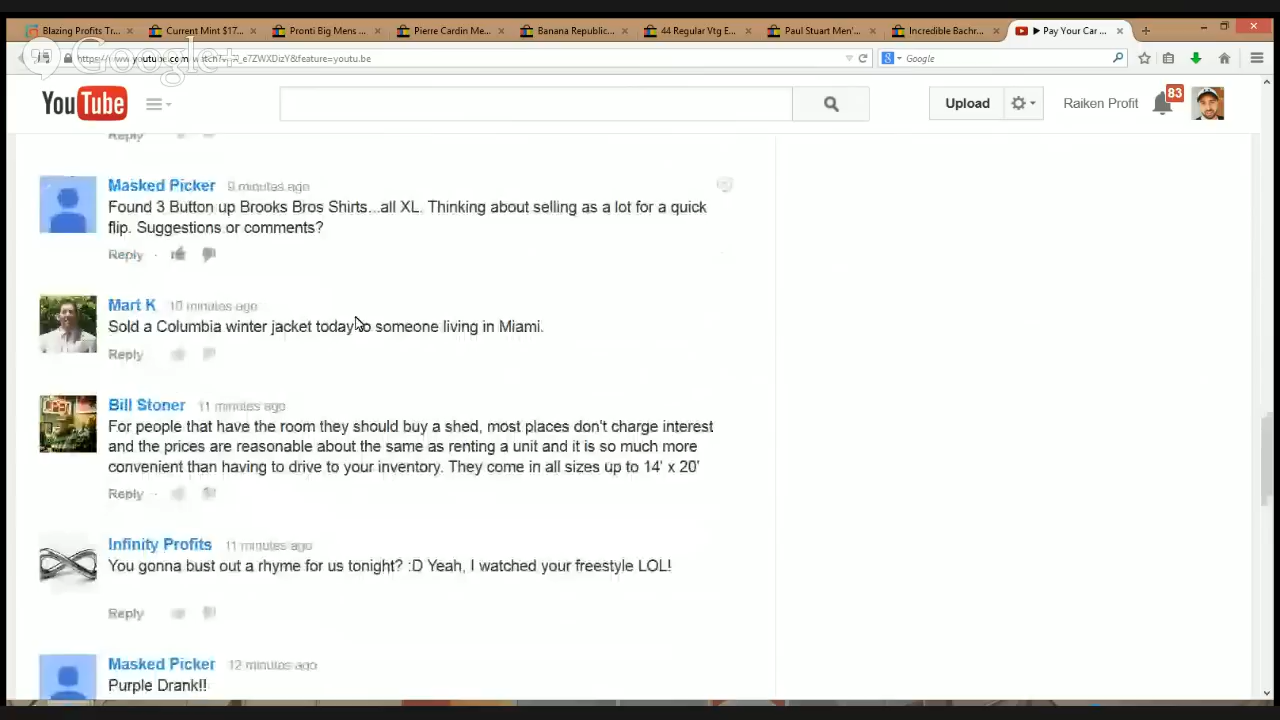 Blazing Profits Tr...
Current Mint $17...
Pronti Big Mens ...
Pierre Cardin Me...
Banana Republic...
44 Regular Vtg E...
Paul Stuart Men'...
Incredible Bachr...
Pay Your Car ...
Google+
https://www.youtube.com
&feature=youtu.be
Google
YouTube
Upload
Raiken Profit
83
Reply
Masked Picker 9 minutes ago
Found 3 Button up Brooks Bros Shirts...all XL. Thinking about selling as a lot for a quick
flip. Suggestions or comments?
Reply
Mart K 10 minutes ago
Sold a Columbia winter jacket today to someone living in Miami.
Reply
Bill Stoner 11 minutes ago
For people that have the room they should buy a shed, most places don't charge interest
and the prices are reasonable about the same as renting a unit and it is so much more
convenient than having to drive to your inventory. They come in all sizes up to 14' x 20'
Reply
Infinity Profits 11 minutes ago
You gonna bust out a rhyme for us tonight? :D Yeah, I watched your freestyle LOL!
Reply
Masked Picker 12 minutes ago
Purple Drank!!